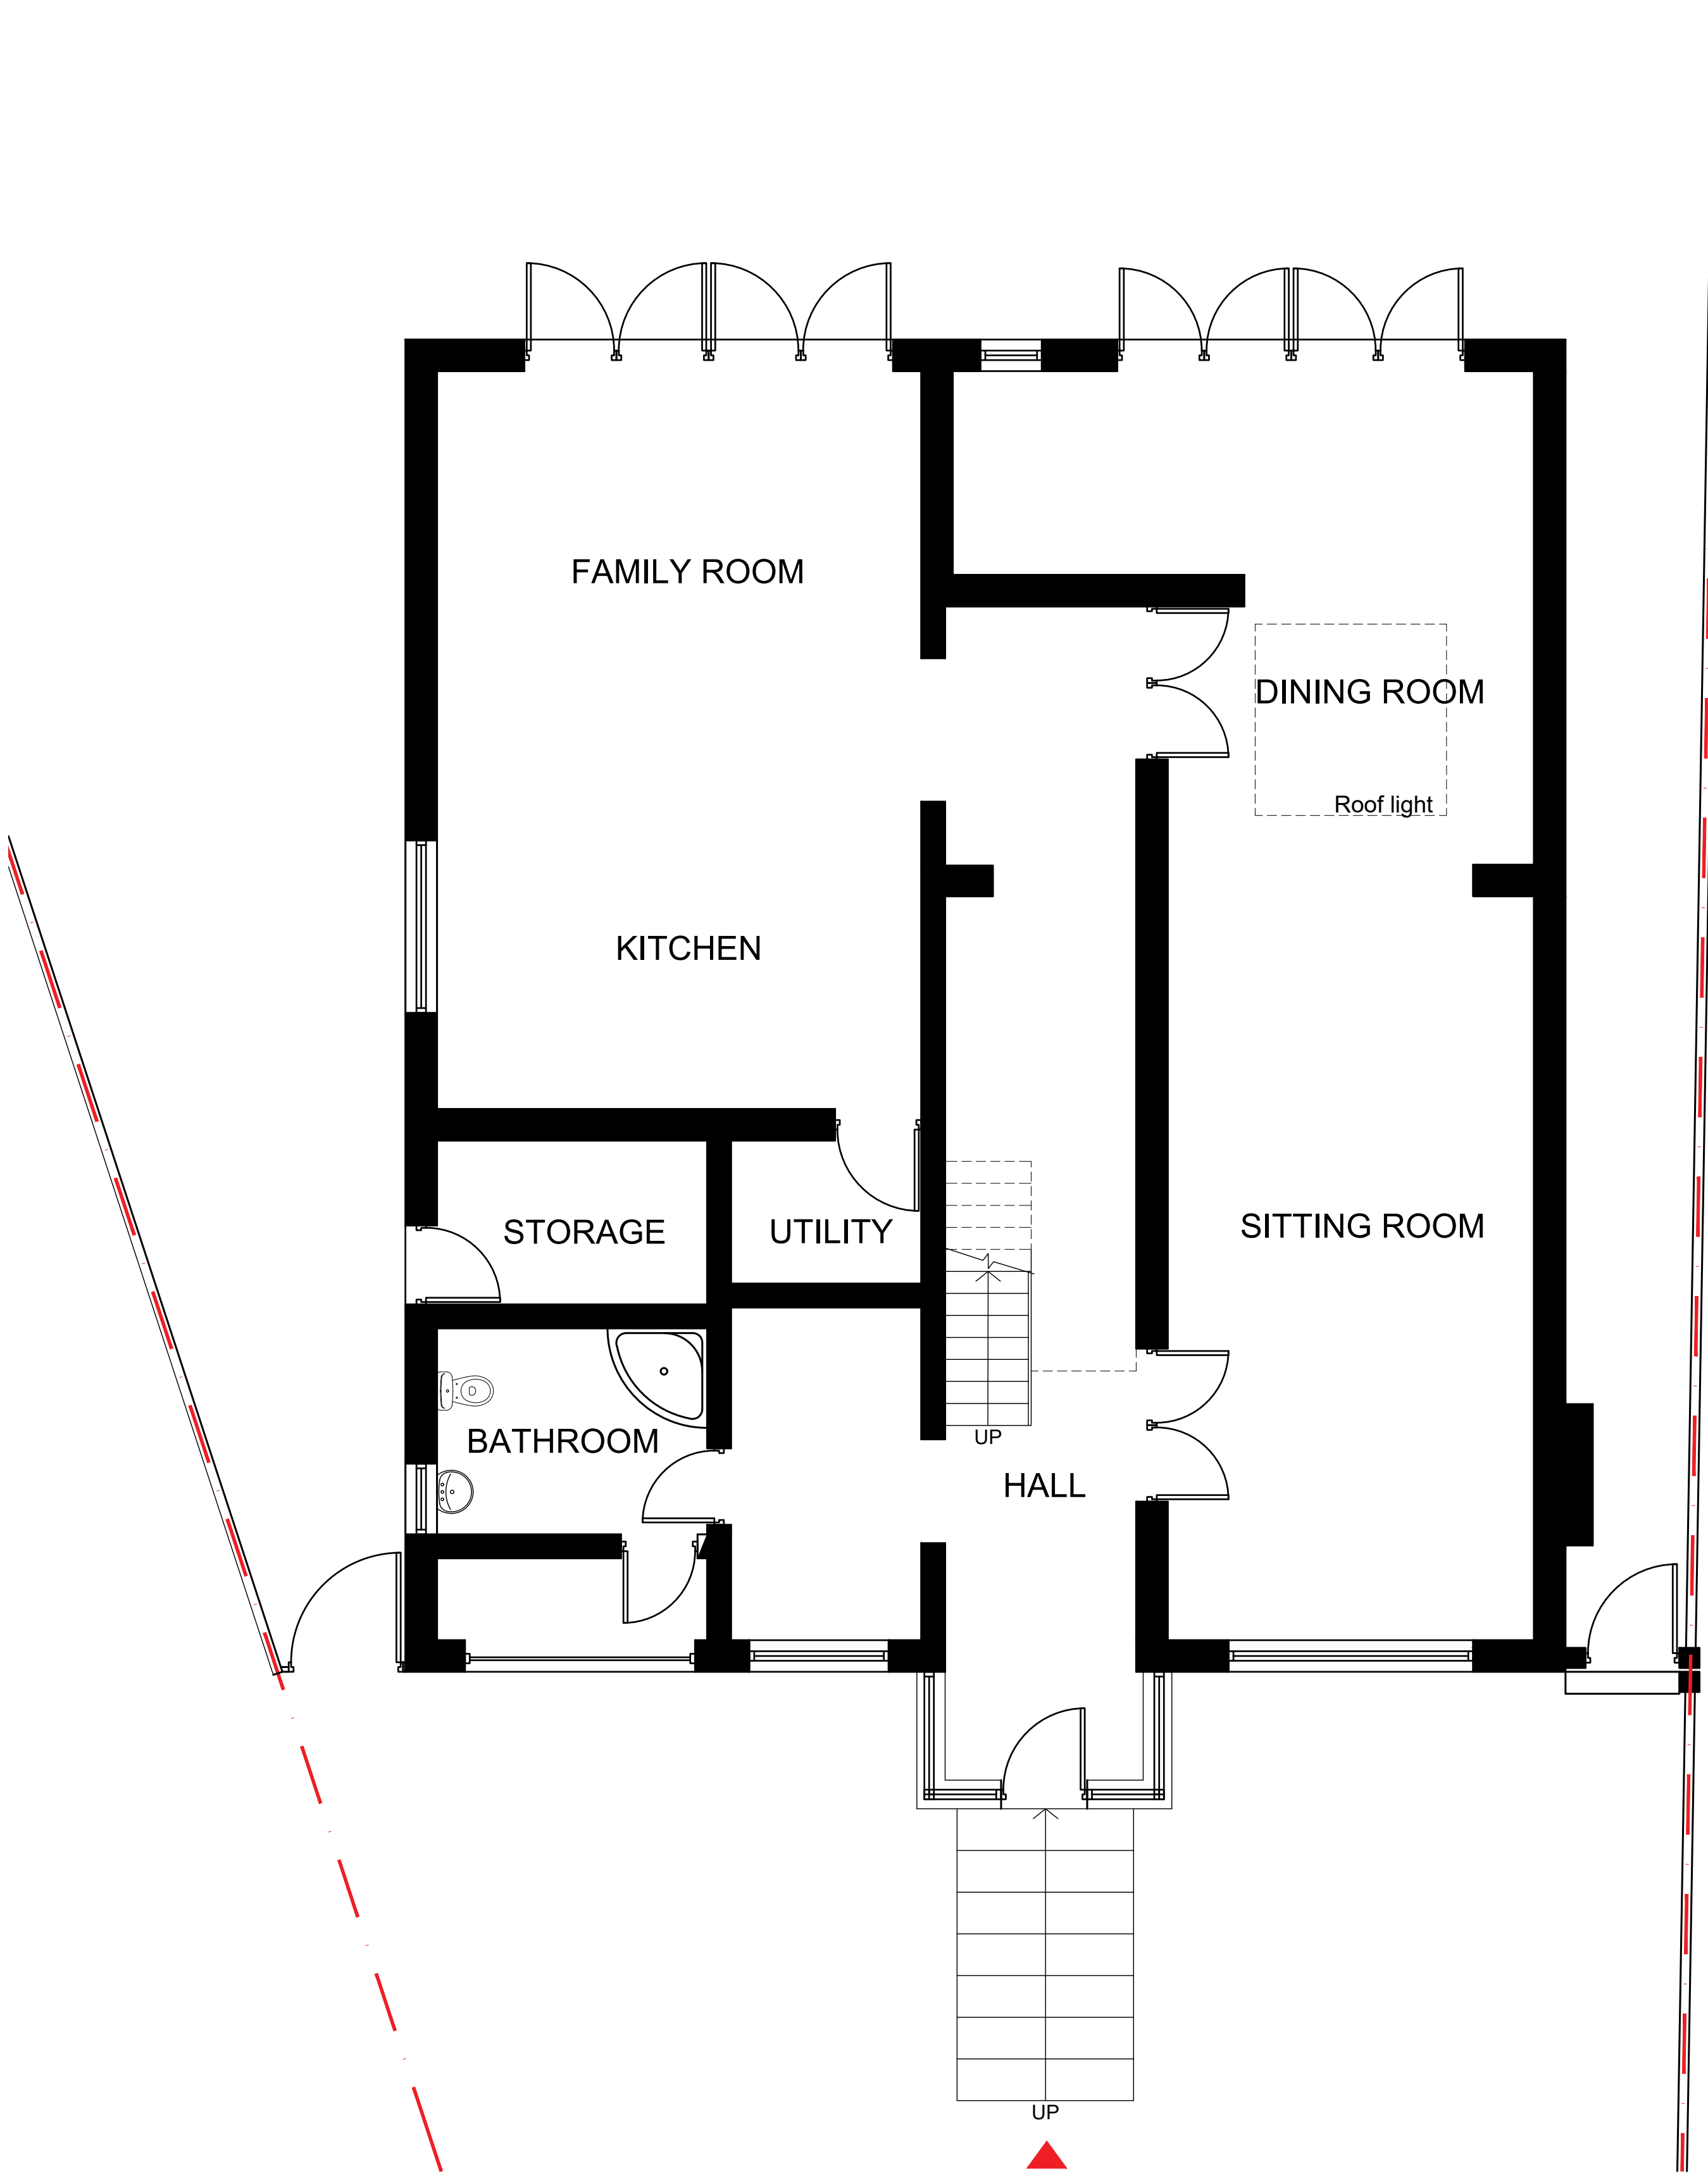 FAMILY ROOM
DINING ROOM
Roof light
KITCHEN
STORAGE
UTILITY
SITTING ROOM
BATHROOM
UP
HALL
UP